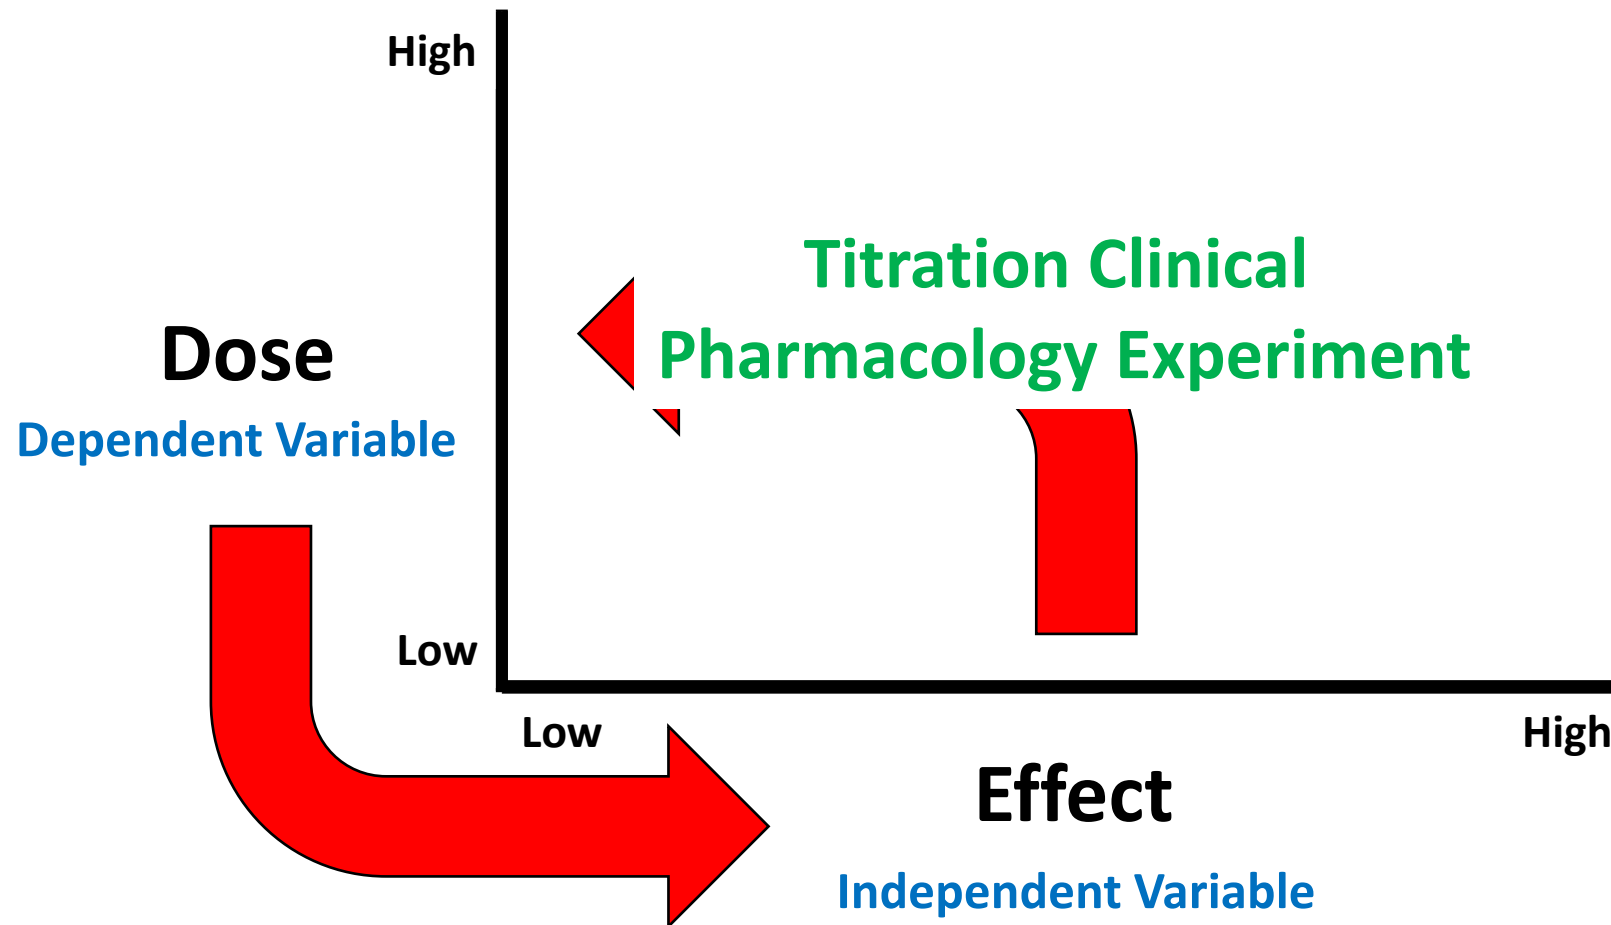 High
Titration Clinical
Pharmacology Experiment
Dose
Dependent Variable
Low
Low
High
Effect
Independent Variable